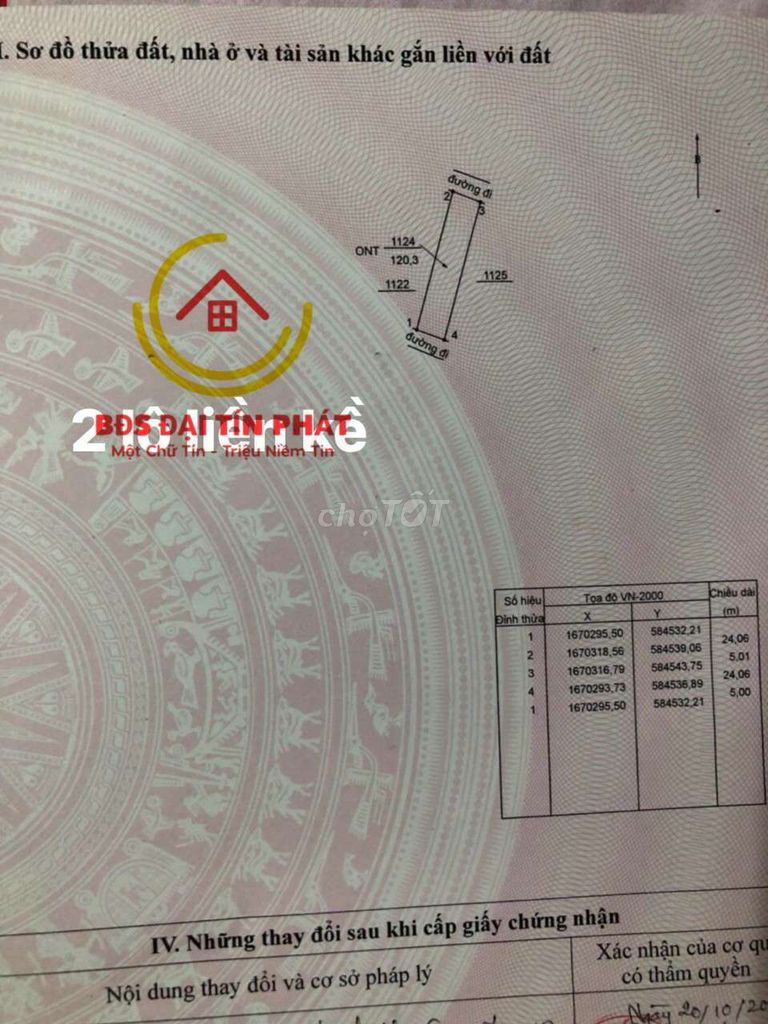 I. Sơ đồ thửa đất, nhà ở và tài sản khác gắn liền với đất
B
đường đi
2
3
ONT 1124
120,3
1122
1125
1
4
đường đi
BĐS ĐẠI TÍN PHÁT
2 lô liền kề
Một Chữ Tín - Triệu Niềm Tin
chợTỐT
Số hiệu Đỉnh thửa Tọa độ VN-2000 Chiều dài (m)
X Y
1 1670295,50 584532,21
24,06
2 1670318,56 584539,06
5.01
3 1670316,79 584543,75
24,06
4 1670293,73 584536,89
5,00
1 1670295,50 584532,21
IV. Những thay đổi sau khi cấp giấy chứng nhận
Nội dung thay đổi và cơ sở pháp lý
Xác nhận của cơ qu
có thẩm quyền
Ngày 20/10/20